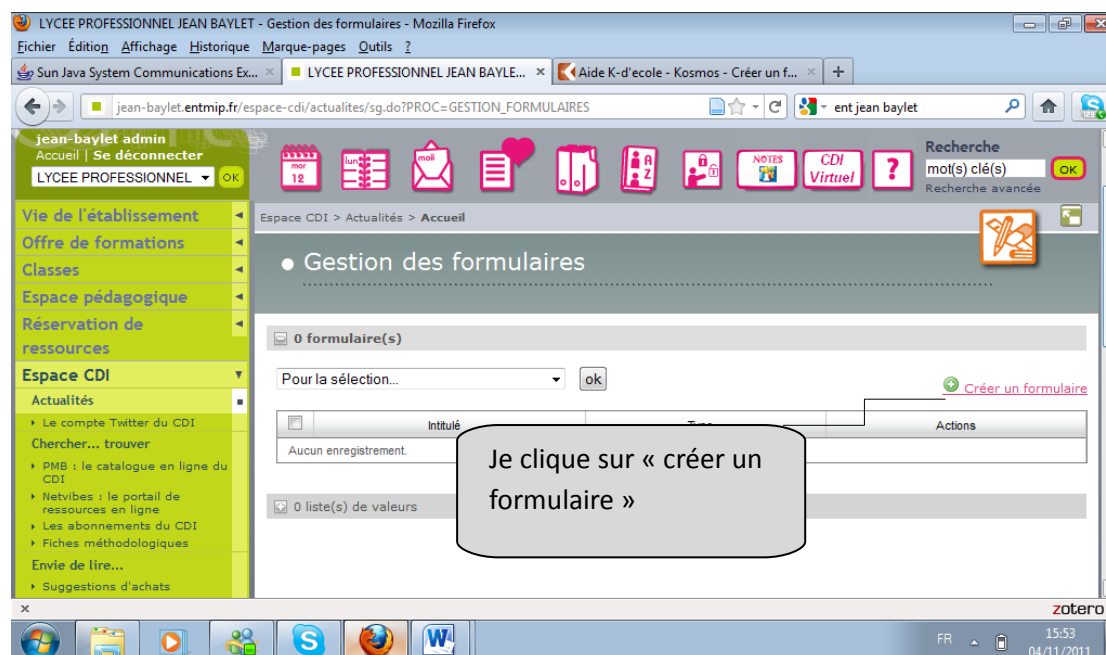 LYCEE PROFESSIONNEL JEAN BAYLET - Gestion des formulaires - Mozilla Firefox
Fichier Édition Affichage Historique Marque-pages Outils ?
Sun Java System Communications Ex... × LYCEE PROFESSIONNEL JEAN BAYLE... × Aide K-d'ecole - Kosmos - Créer un f... × +
jean-baylet.entmip.fr/espace-cdi/actualites/sg.do?PROC=GESTION_FORMULAIRES ent jean baylet
jean-baylet admin
Accueil | Se déconnecter
LYCEE PROFESSIONNEL OK
mar
12
lun
mail
A
Z
NOTES
CDI
Virtuel
?
Recherche
mot(s) clé(s) OK
Recherche avancée
Vie de l'établissement
Offre de formations
Classes
Espace pédagogique
Réservation de
ressources
Espace CDI
Actualités
Le compte Twitter du CDI
Chercher... trouver
PMB : le catalogue en ligne du
CDI
Netvibes : le portail de
ressources en ligne
Les abonnements du CDI
Fiches méthodologiques
Envie de lire...
Suggestions d'achats
Espace CDI > Actualités > Accueil
Gestion des formulaires
0 formulaire(s)
Pour la sélection... ok
Créer un formulaire
Intitulé Actions
Aucun enregistrement.
Je clique sur « créer un
formulaire »
0 liste(s) de valeurs
× zotero
FR 15:53
04/11/2011